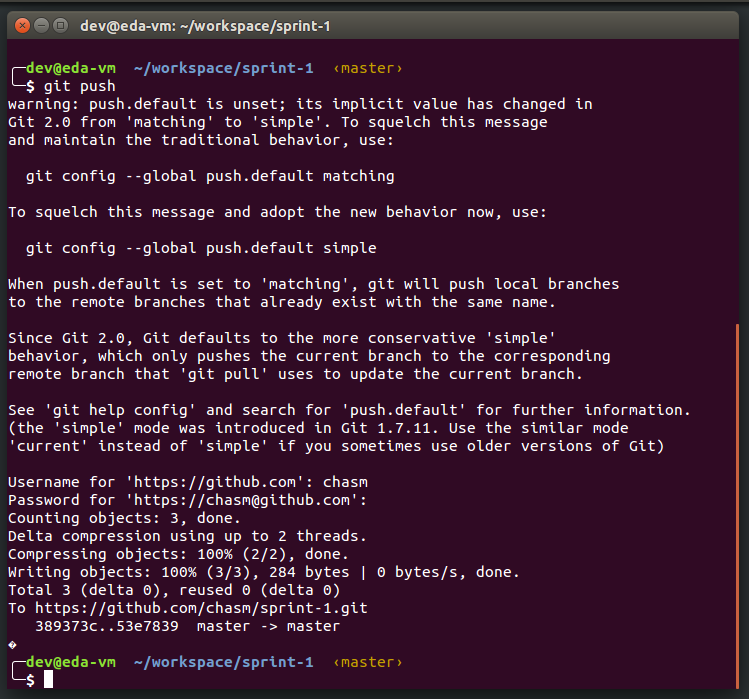 dev@eda-vm: ~/workspace/sprint-1
dev@eda-vm ~/workspace/sprint-1 ‹master›
$ git push
warning: push.default is unset; its implicit value has changed in
Git 2.0 from 'matching' to 'simple'. To squelch this message
and maintain the traditional behavior, use:
git config --global push.default matching
To squelch this message and adopt the new behavior now, use:
git config --global push.default simple
When push.default is set to 'matching', git will push local branches
to the remote branches that already exist with the same name.
Since Git 2.0, Git defaults to the more conservative 'simple'
behavior, which only pushes the current branch to the corresponding
remote branch that 'git pull' uses to update the current branch.
See 'git help config' and search for 'push.default' for further information.
(the 'simple' mode was introduced in Git 1.7.11. Use the similar mode
'current' instead of 'simple' if you sometimes use older versions of Git)
Username for 'https://github.com': chasm
Password for 'https://chasm@github.com':
Counting objects: 3, done.
Delta compression using up to 2 threads.
Compressing objects: 100% (2/2), done.
Writing objects: 100% (3/3), 284 bytes | 0 bytes/s, done.
Total 3 (delta 0), reused 0 (delta 0)
To https://github.com/chasm/sprint-1.git
389373c..53e7839 master -> master
�
dev@eda-vm ~/workspace/sprint-1 ‹master›
$